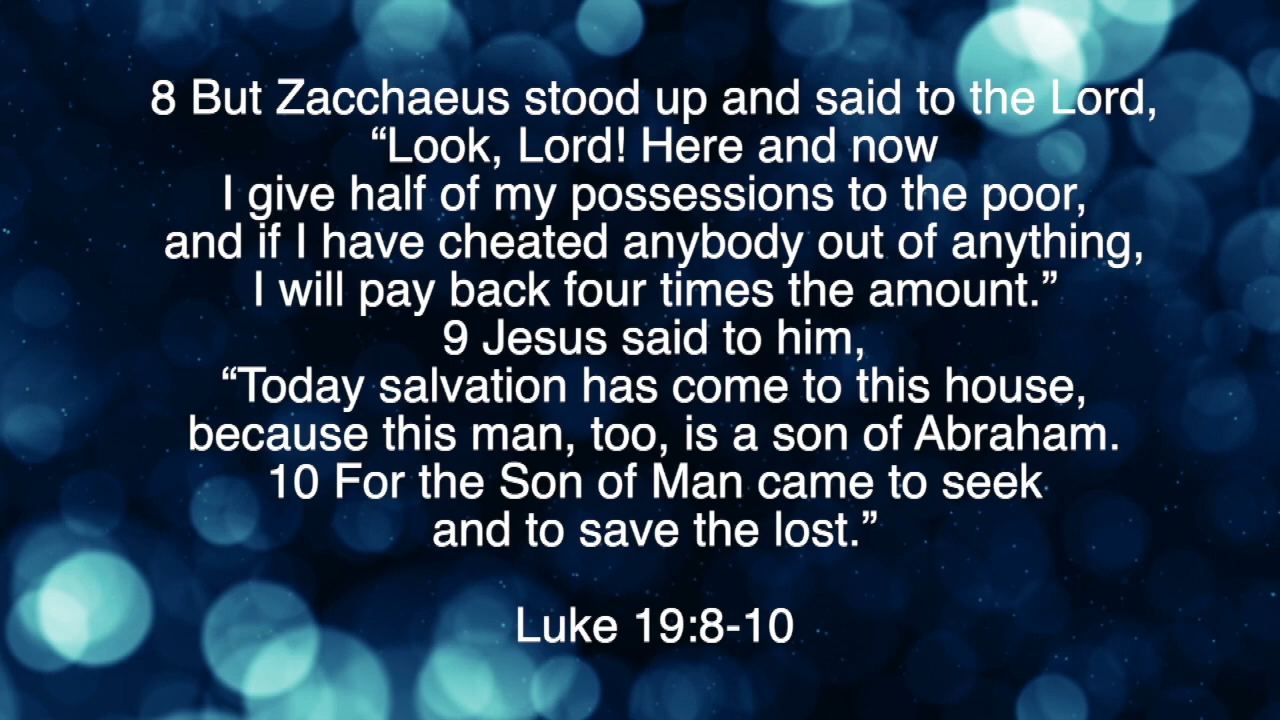 8 But Zacchaeus stood up and said to the Lord,
“Look, Lord! Here and now
I give half of my possessions to the poor,
and if I have cheated anybody out of anything,
I will pay back four times the amount.”
9 Jesus said to him,
“Today salvation has come to this house,
because this man, too, is a son of Abraham.
10 For the Son of Man came to seek
and to save the lost.”
Luke 19:8-10